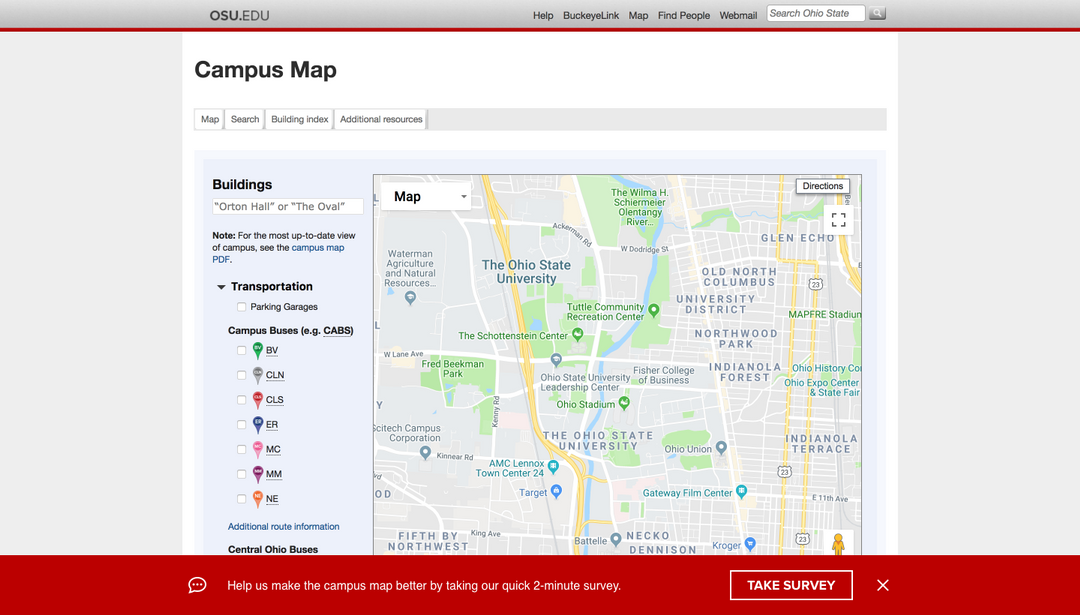 OSU.EDU
Help BuckeyeLink Map Find People Webmail Search Ohio State
Campus Map
Map Search Building index Additional resources
Buildings
"Orton Hall" or "The Oval"
Note: For the most up-to-date view
of campus, see the campus map
PDF.
Transportation
Parking Garages
Campus Buses (e.g. CABS)
BV BV
CLN
CLS
ER ER
MC MC
MM MM
NE NE
Additional route information
Central Ohio Buses
Map
Directions
The Wilma H.
Schiermeier
Olentangy
River...
Ackerman Rd
W Dodridge St
GLEN ECHO
Waterman
Agriculture
and Natural
Resources...
The Ohio State
University
OLD NORTH
COLUMBUS
23
UNIVERSITY
DISTRICT
Tuttle Community
Recreation Center
MAPFRE Stadium
The Schottenstein Center
NORTHWOOD
PARK
W Lane Ave
Fred Beekman
Park
Ohio State University
Leadership Center
Fisher College
of Business
INDIANOLA
FOREST
Ohio History Co
Ohio Expo Center
& State Fair
Kenny Rd
Ohio Stadium
Scitech Campus
Corporation
THE OHIO STATE
UNIVERSITY
Ohio Union
INDIANOLA
TERRACE
Kinnear Rd
AMC Lennox
Town Center 24
23
Target
Gateway Film Center
E 11th Ave
FIFTH BY
NORTHWEST
King Ave
Battelle
NECKO
DENNISON
Kroger
23
Help us make the campus map better by taking our quick 2-minute survey.
TAKE SURVEY